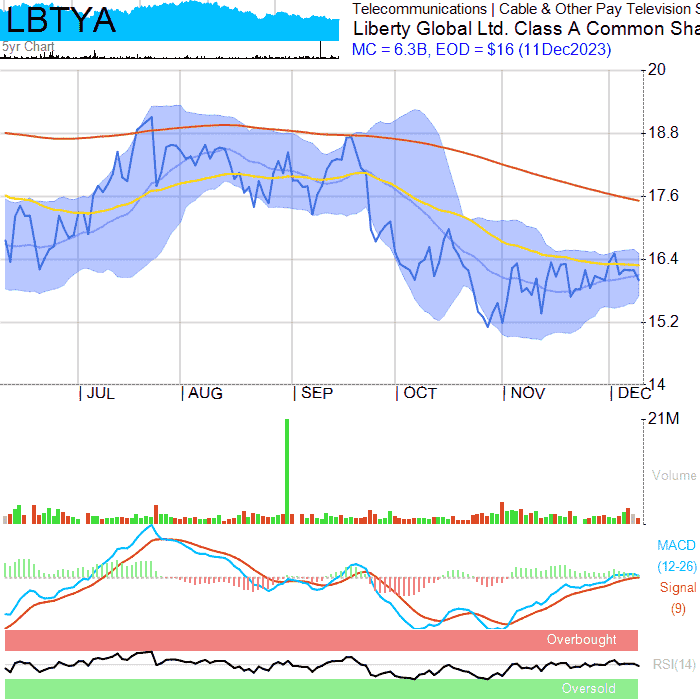 LBTYA
5yr Chart
Telecommunications | Cable & Other Pay Television S
Liberty Global Ltd. Class A Common Sha
MC = 6.3B, EOD = $16 (11Dec2023)
20
18.8
17.6
16.4
15.2
14
| JUL | AUG | SEP | OCT | NOV | DEC
21M
Volume
MACD
(12-26)
Signal
(9)
Overbought
RSI(14)
Oversold